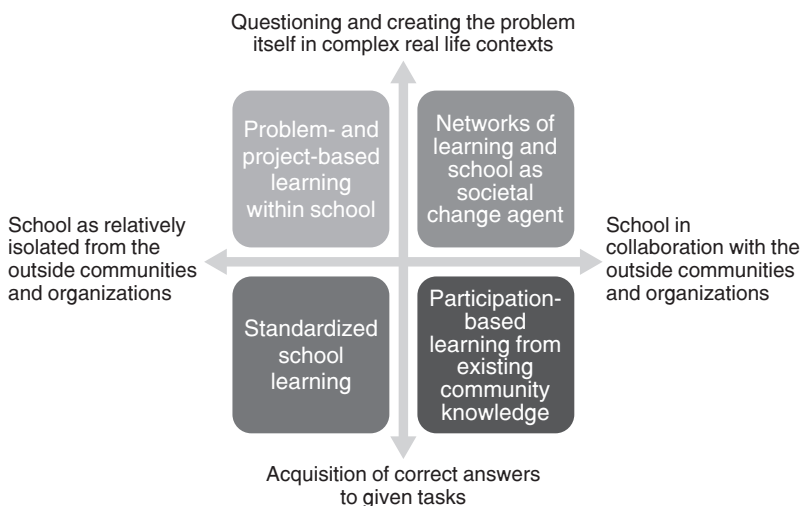 Questioning and creating the problem
itself in complex real life contexts
Problem- and
project-based
learning
within school
Networks of
learning and
school as
societal
change agent
School as relatively
isolated from the
outside communities
and organizations
School in
collaboration with the
outside communities
and organizations
Standardized
school
learning
Participation-
based
learning from
existing
community
knowledge
Acquisition of correct answers
to given tasks